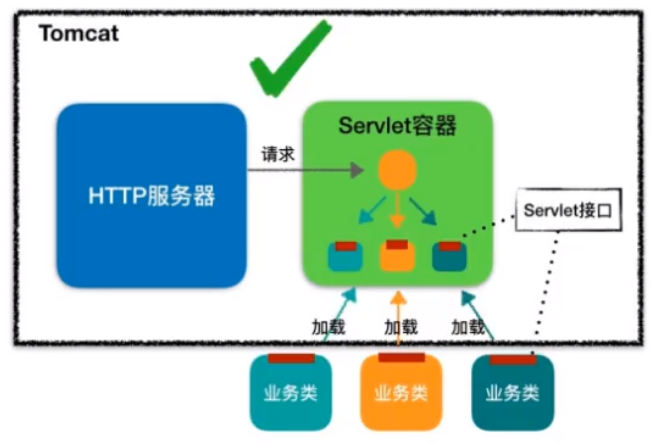 Tomcat
Servlet容器
请求
HTTP服务器
Servlet接口
加载
加载
加载
业务类
业务类
业务类